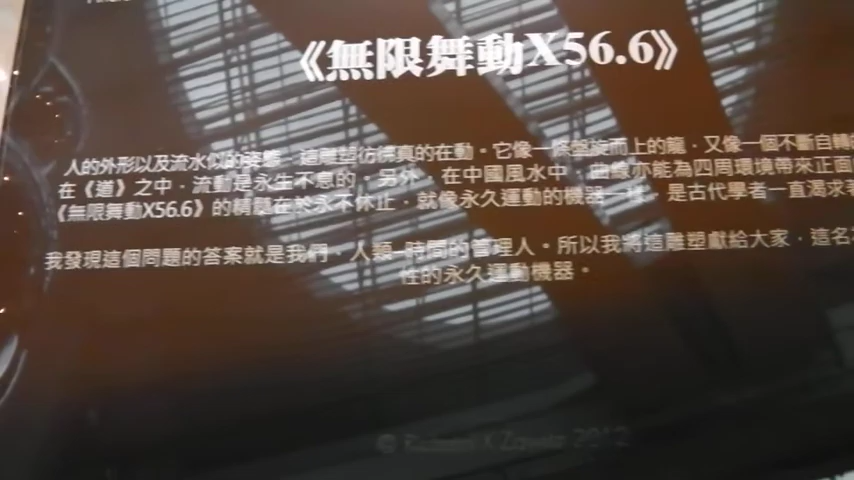 《無限舞動X56.6》
人的外形以及流水似的姿態，這雕塑彷彿真的在動。它像一條盤旋而上的龍，又像一個不斷自轉
在《道》之中，流動是永生不息的，另外，在中國風水中，曲線亦能為四周環境帶來正面
《無限舞動X56.6》的精髓在於永不休止，就像永久運動的機器一樣，是古代學者一直渴求
我發現這個問題的答案就是我們，人類─時間的管理人。所以我將這雕塑獻給大家，這名
性的永久運動機器。
©
2012